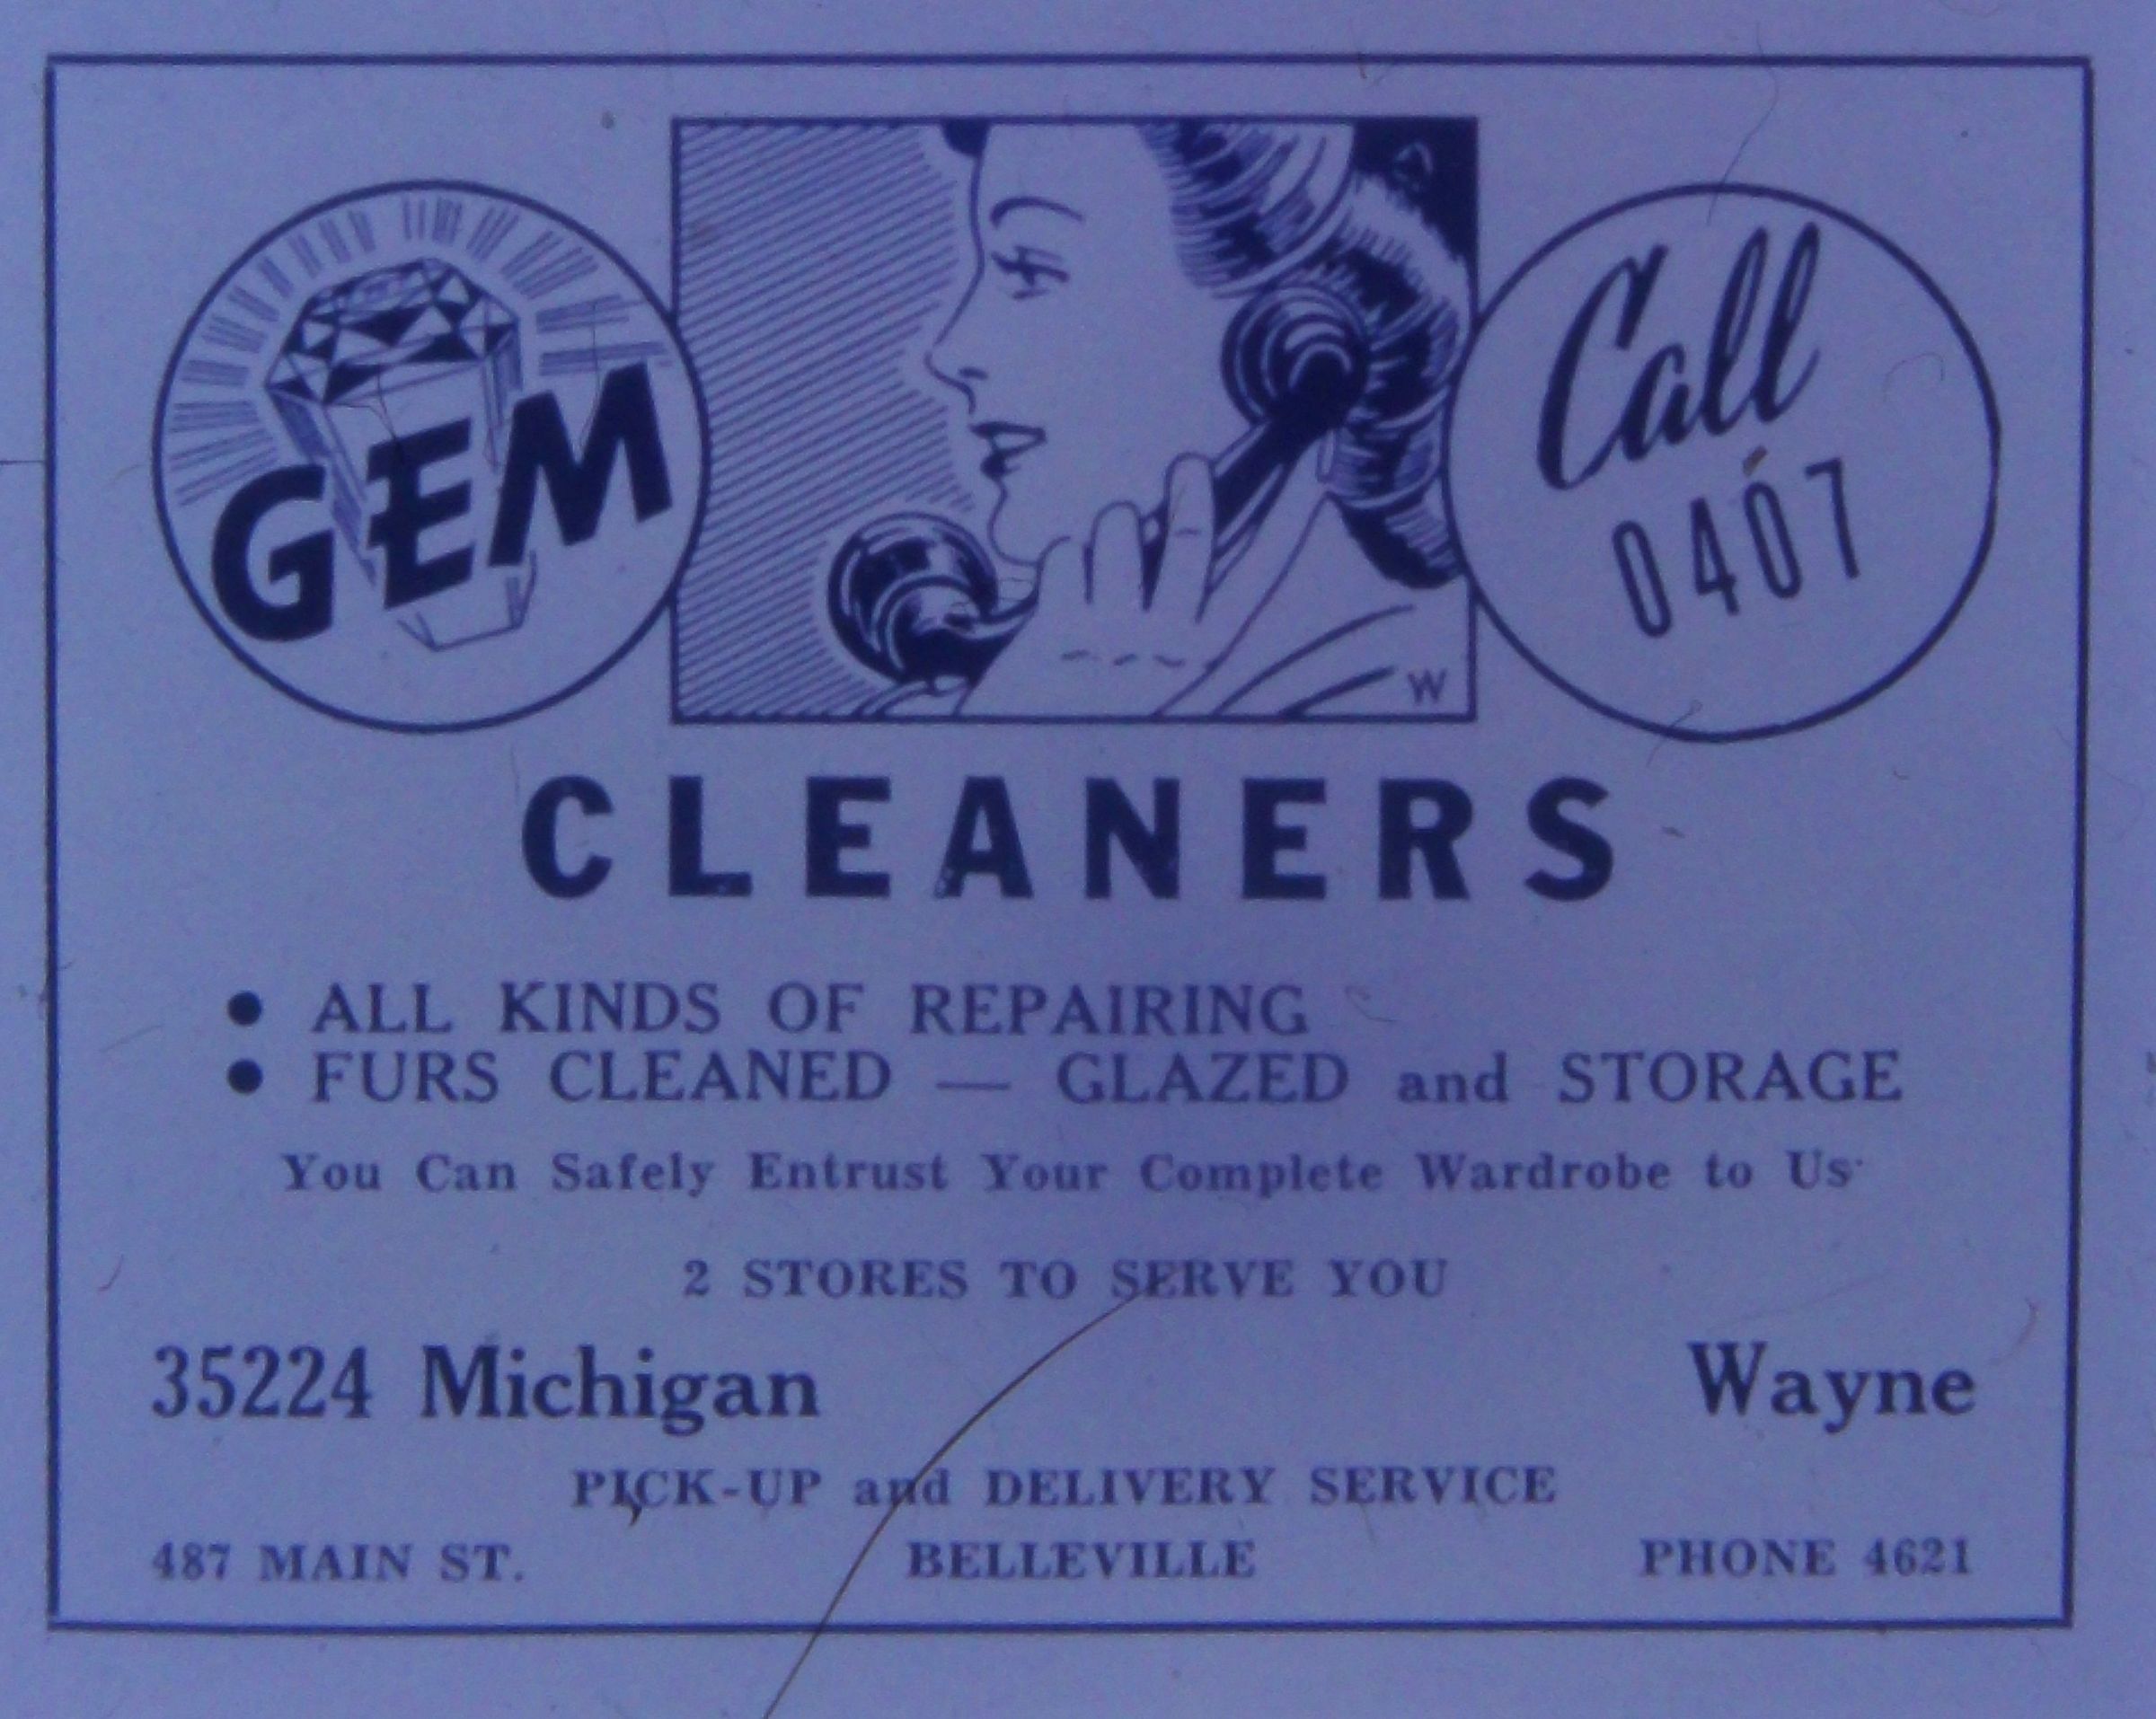 GEM
Call
0407
W
CLEANERS
● ALL KINDS OF REPAIRING
● FURS CLEANED — GLAZED and STORAGE
You Can Safely Entrust Your Complete Wardrobe to Us
2 STORES TO SERVE YOU
35224 Michigan Wayne
PICK-UP and DELIVERY SERVICE
487 MAIN ST. BELLEVILLE PHONE 4621